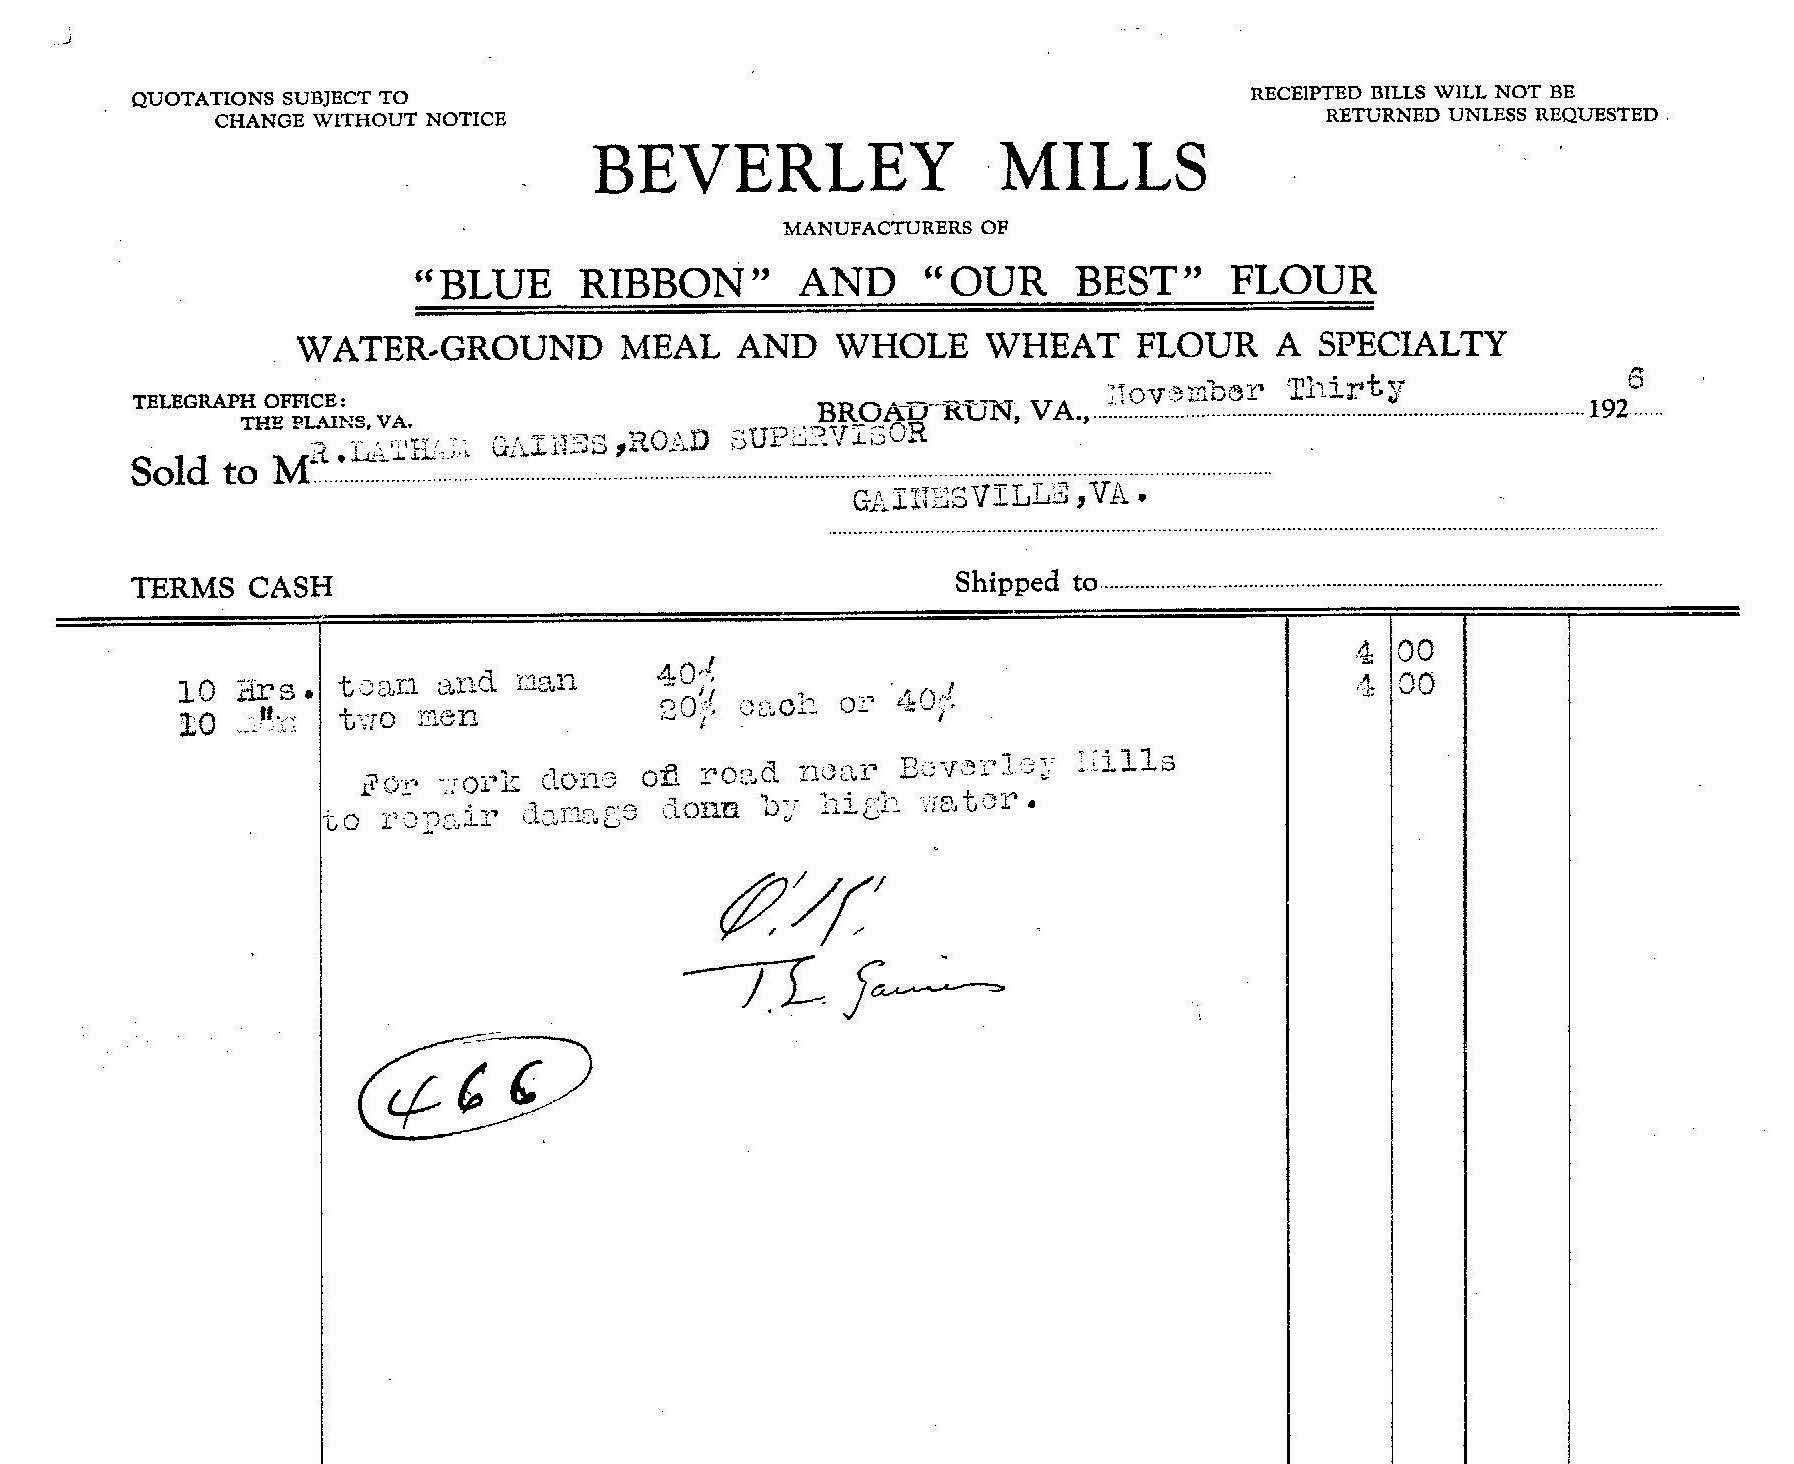 QUOTATIONS SUBJECT TO
CHANGE WITHOUT NOTICE
RECEIPTED BILLS WILL NOT BE
RETURNED UNLESS REQUESTED
BEVERLEY MILLS
MANUFACTURERS OF
“BLUE RIBBON” AND “OUR BEST” FLOUR
WATER-GROUND MEAL AND WHOLE WHEAT FLOUR A SPECIALTY
TELEGRAPH OFFICE:
THE PLAINS, VA.
BROAD RUN, VA., November Thirty 1926
Sold to MR.LATHAM GAINES,ROAD SUPERVISOR
GAINESVILLE,VA.
TERMS CASH Shipped to
10 Hrs. team and man 40¢ 4 00
10 " two men 20¢ each or 40¢ 4 00
For work done on road near Beverley Mills
to repair damage done by high water.
O.K.
T.L. Gaines
466